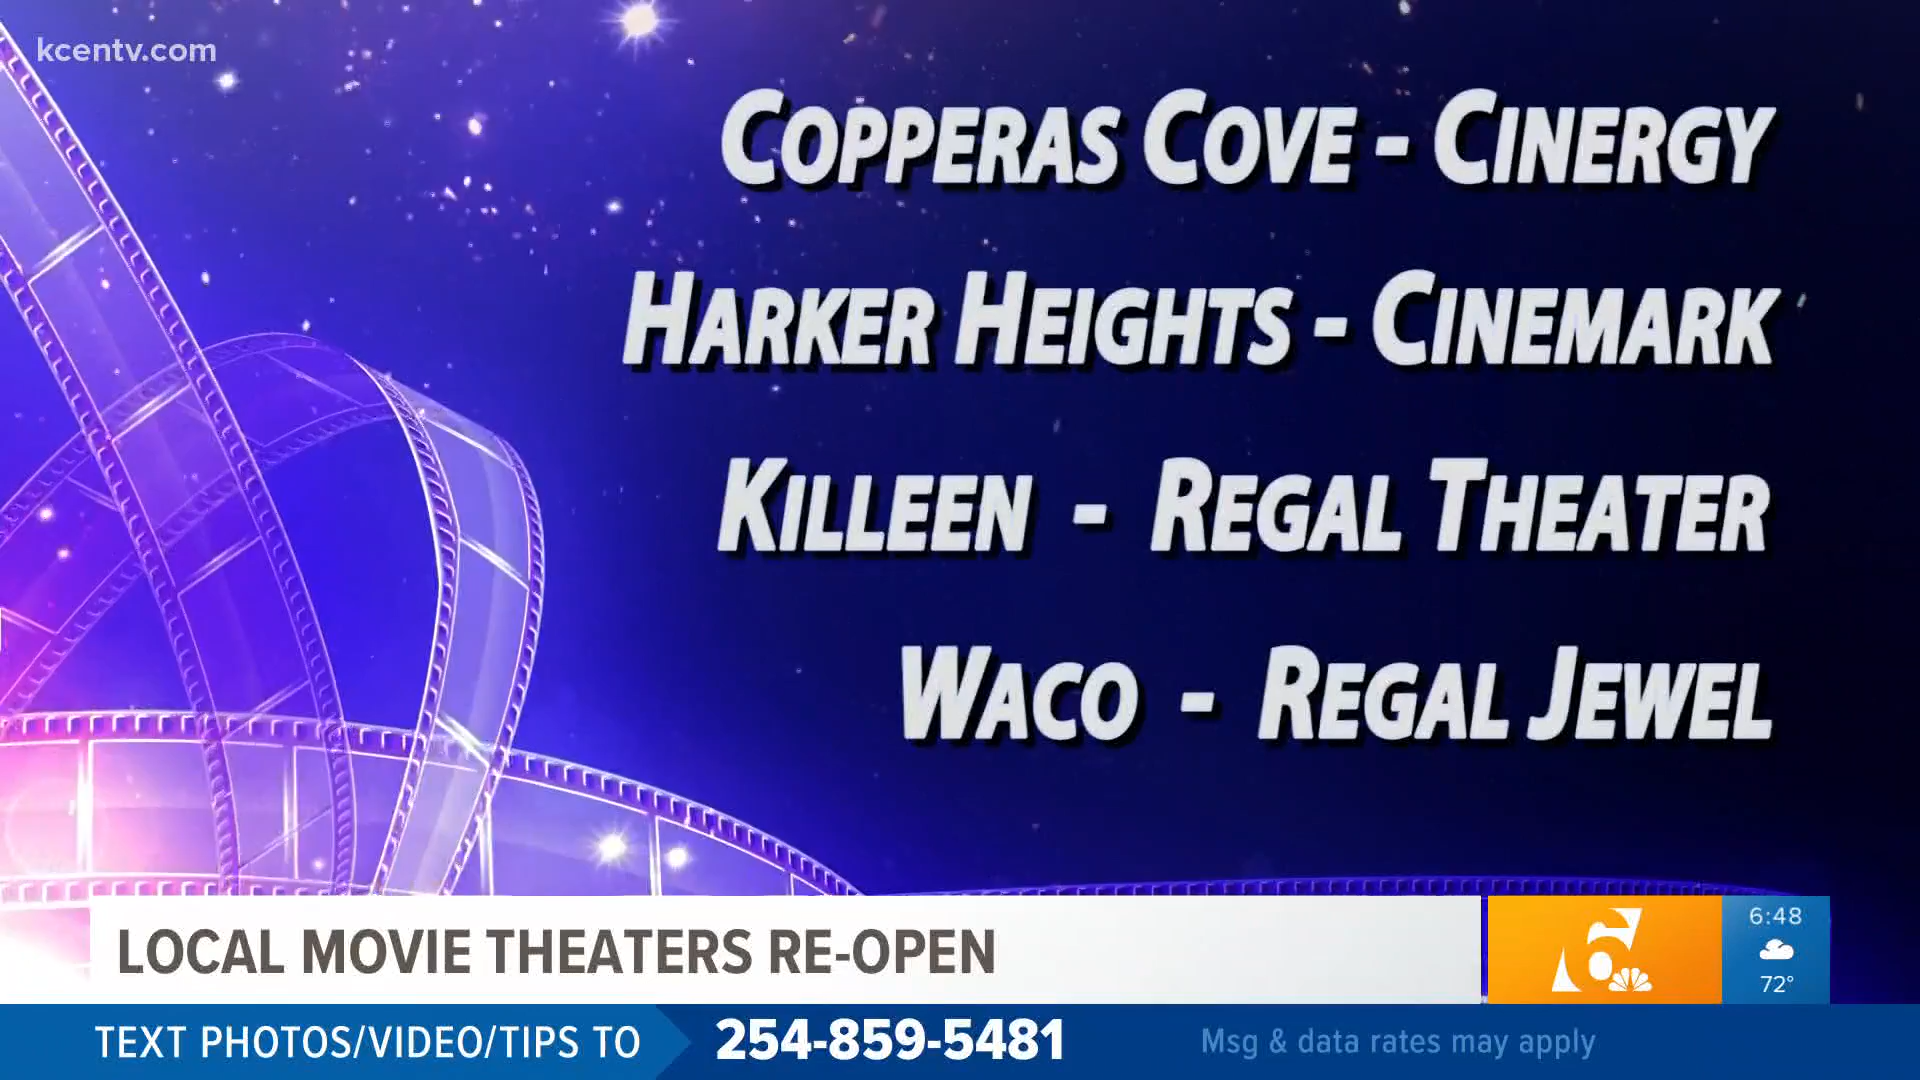 kcentv.com
COPPERAS COVE - CINERGY
HARKER HEIGHTS - CINEMARK
KILLEEN - REGAL THEATER
WACO - REGAL JEWEL
LOCAL MOVIE THEATERS RE-OPEN
6
6:48
72°
TEXT PHOTOS/VIDEO/TIPS TO 254-859-5481 Msg & data rates may apply